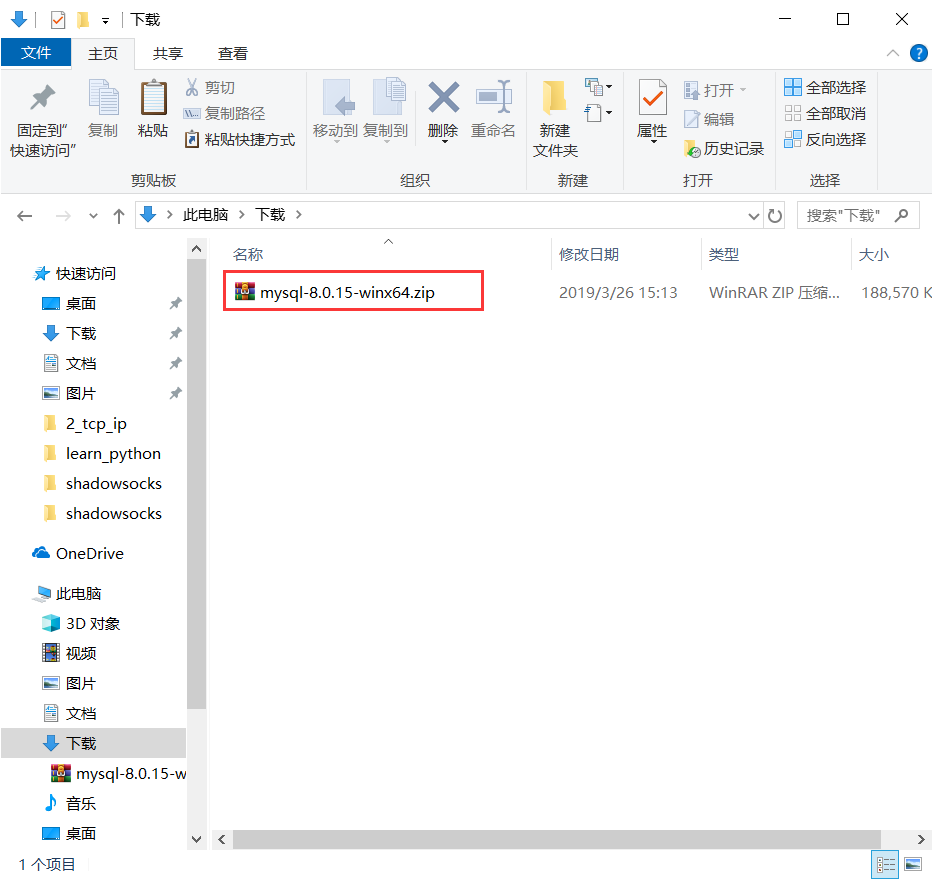 下载
文件 主页 共享 查看
固定到"快速访问"
复制
粘贴
剪切
复制路径
粘贴快捷方式
剪贴板
移动到
复制到
删除
重命名
组织
新建文件夹
新建
属性
打开
编辑
历史记录
打开
全部选择
全部取消
反向选择
选择
此电脑 下载
搜索"下载"
名称 修改日期 类型 大小
mysql-8.0.15-winx64.zip 2019/3/26 15:13 WinRAR ZIP 压缩... 188,570 K
快速访问
桌面
下载
文档
图片
2_tcp_ip
learn_python
shadowsocks
shadowsocks
OneDrive
此电脑
3D 对象
视频
图片
文档
下载
mysql-8.0.15-w
音乐
桌面
1 个项目